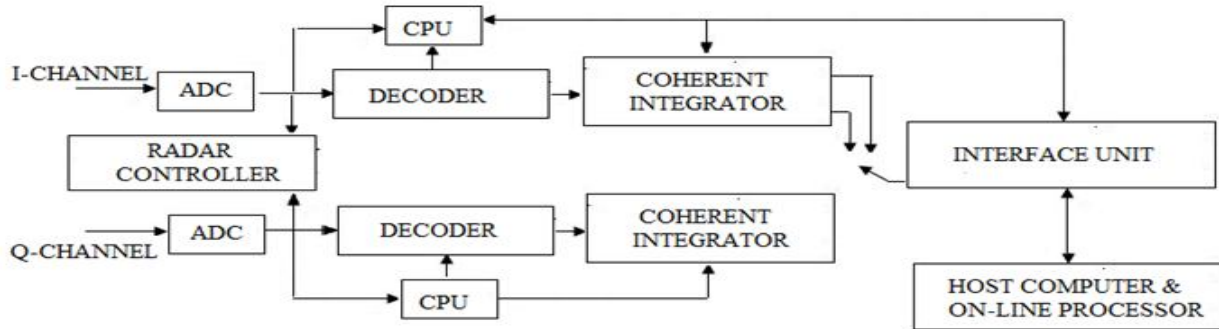 CPU
I-CHANNEL
ADC
DECODER
COHERENT
INTEGRATOR
RADAR
CONTROLLER
INTERFACE UNIT
Q-CHANNEL
ADC
DECODER
COHERENT
INTEGRATOR
CPU
HOST COMPUTER &
ON-LINE PROCESSOR